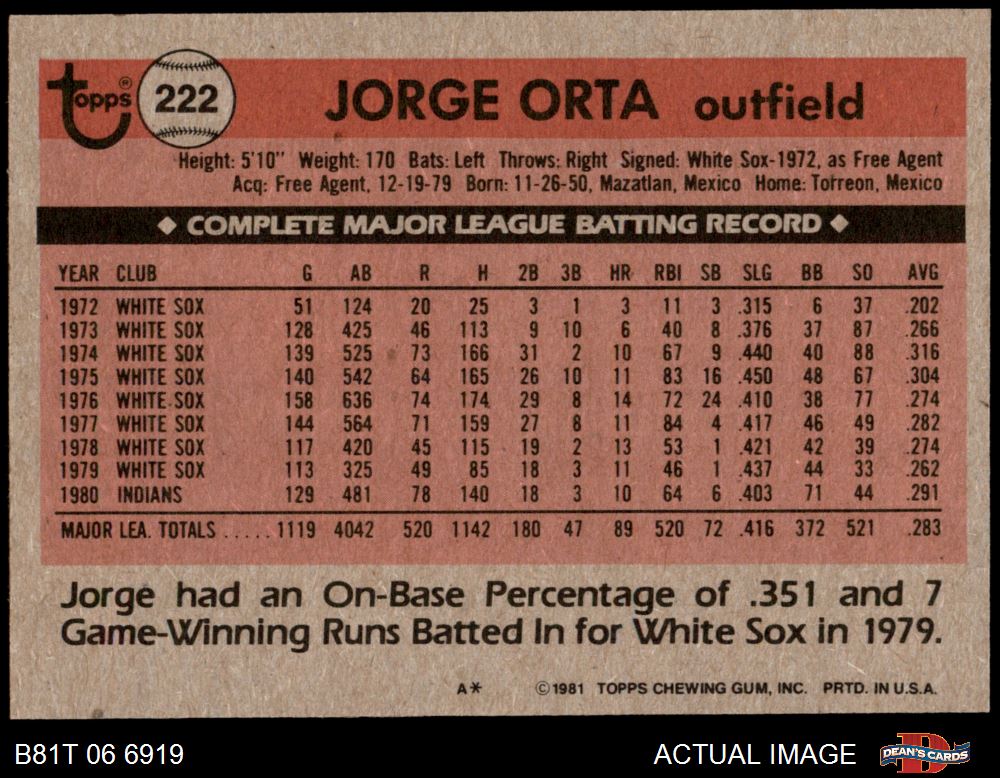 Topps® 222 JORGE ORTA outfield
Height: 5'10" Weight: 170 Bats: Left Throws: Right Signed: White Sox-1972, as Free Agent
Acq: Free Agent, 12-19-79 Born: 11-26-50, Mazatlan, Mexico Home: Torreon, Mexico
◆ COMPLETE MAJOR LEAGUE BATTING RECORD ◆
YEAR CLUB G AB R H 2B 3B HR RBI SB SLG BB SO AVG
1972 WHITE SOX 51 124 20 25 3 1 3 11 3 .315 6 37 .202
1973 WHITE SOX 128 425 46 113 9 10 6 40 8 .376 37 87 .266
1974 WHITE SOX 139 525 73 166 31 2 10 67 9 .440 40 88 .316
1975 WHITE SOX 140 542 64 165 26 10 11 83 16 .450 48 67 .304
1976 WHITE SOX 158 636 74 174 29 8 14 72 24 .410 38 77 .274
1977 WHITE SOX 144 564 71 159 27 8 11 84 4 .417 46 49 .282
1978 WHITE SOX 117 420 45 115 19 2 13 53 1 .421 42 39 .274
1979 WHITE SOX 113 325 49 85 18 3 11 46 1 .437 44 33 .262
1980 INDIANS 129 481 78 140 18 3 10 64 6 .403 71 44 .291
MAJOR LEA. TOTALS ..... 1119 4042 520 1142 180 47 89 520 72 .416 372 521 .283
Jorge had an On-Base Percentage of .351 and 7
Game-Winning Runs Batted In for White Sox in 1979.
A* ©1981 TOPPS CHEWING GUM, INC. PRTD. IN U.S.A.
B81T 06 6919 ACTUAL IMAGE DEAN'S CARDS